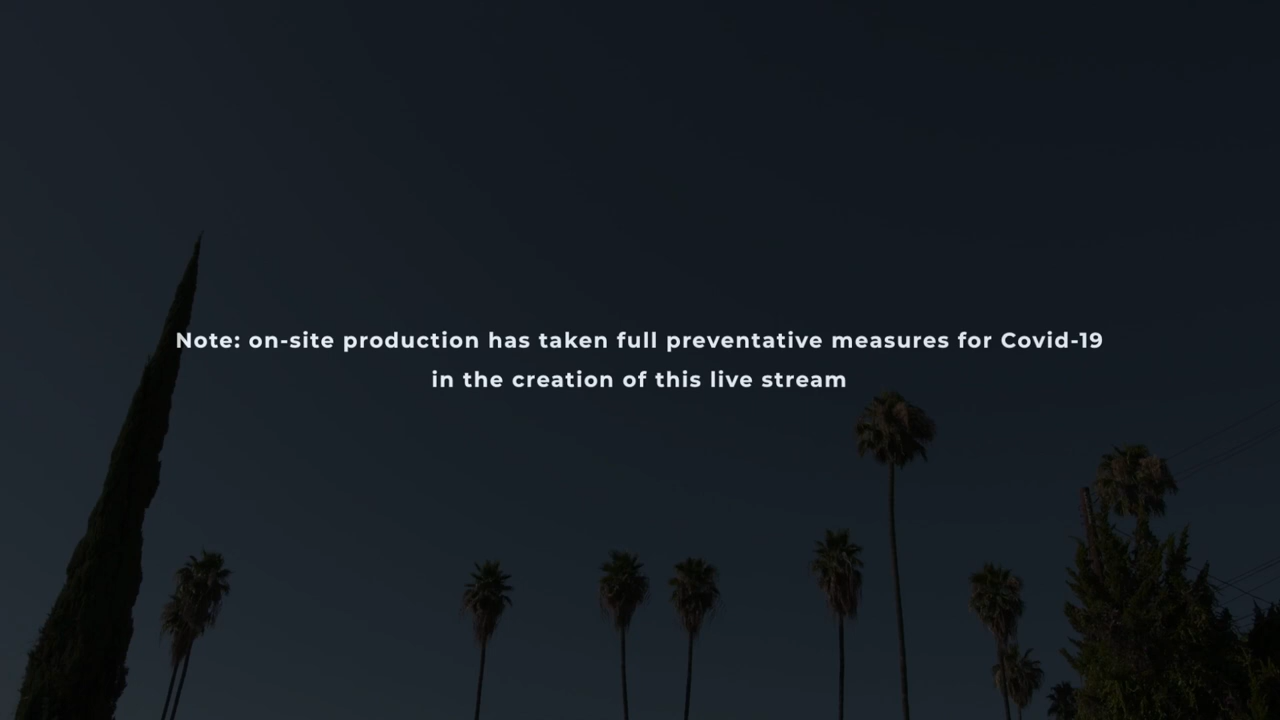 Note: on-site production has taken full preventative measures for Covid-19
in the creation of this live stream